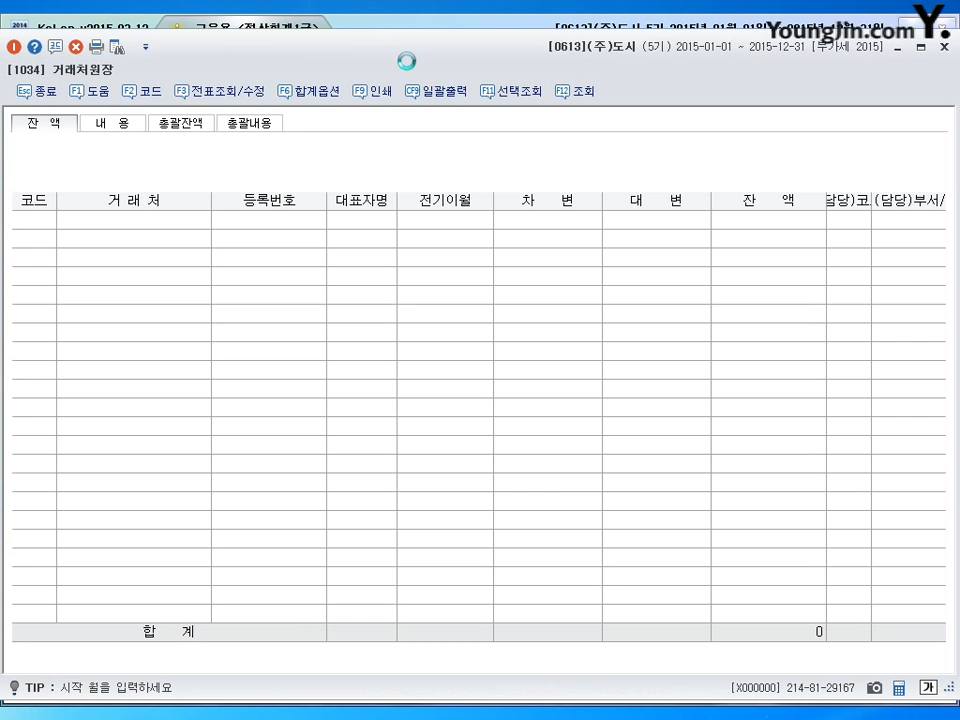 YoungJin.com Y.
[0613](주)도시 (5기) 2015-01-01 ~ 2015-12-31 [부가세 2015]
[1034] 거래처원장
Esc 종료 F1 도움 F2 코드 F3 전표조회/수정 F6 합계옵션 F9 인쇄 CF9 일괄출력 F11 선택조회 F12 조회
잔 액 내 용 총괄잔액 총괄내용
코드 거 래 처 등록번호 대표자명 전기이월 차 변 대 변 잔 액 담당)코 (담당)부서/
합 계 0
TIP : 시작 월을 입력하세요 [X000000] 214-81-29167 가